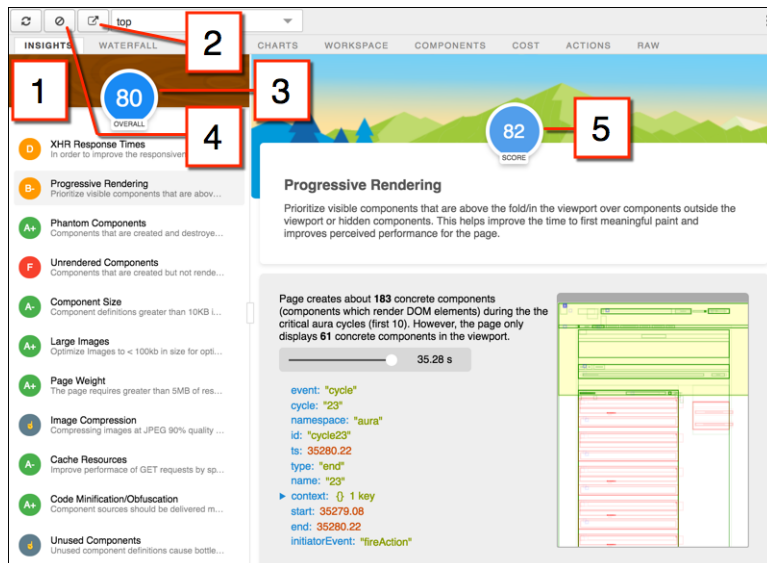 top
2
INSIGHTS WATERFALL CHARTS WORKSPACE COMPONENTS COST ACTIONS RAW
1
80
OVERALL
3
4
82
SCORE
5
D
XHR Response Times
In order to improve the responsiver
B-
Progressive Rendering
Prioritize visible components that are abov...
A+
Phantom Components
Components that are created and destroye...
F
Unrendered Components
Components that are created but not rende...
A-
Component Size
Component definitions greater than 10KB i...
A+
Large Images
Optimize Images to < 100kb in size for opti...
A+
Page Weight
The page requires greater than 5MB of res...
Image Compression
Compressing images at JPEG 90% quality ...
A-
Cache Resources
Improve performace of GET requests by sp...
A+
Code Minification/Obfuscation
Component sources should be delivered m...
Unused Components
Unused component definitions cause bottle...
Progressive Rendering
Prioritize visible components that are above the fold/in the viewport over components outside the
viewport or hidden components. This helps improve the time to first meaningful paint and
improves perceived performance for the page.
Page creates about 183 concrete components
(components which render DOM elements) during the the
critical aura cycles (first 10). However, the page only
displays 61 concrete components in the viewport.
35.28 s
event: "cycle"
cycle: "23"
namespace: "aura"
id: "cycle23"
ts: 35280.22
type: "end"
name: "23"
context: {} 1 key
start: 35279.08
end: 35280.22
initiatorEvent: "fireAction"